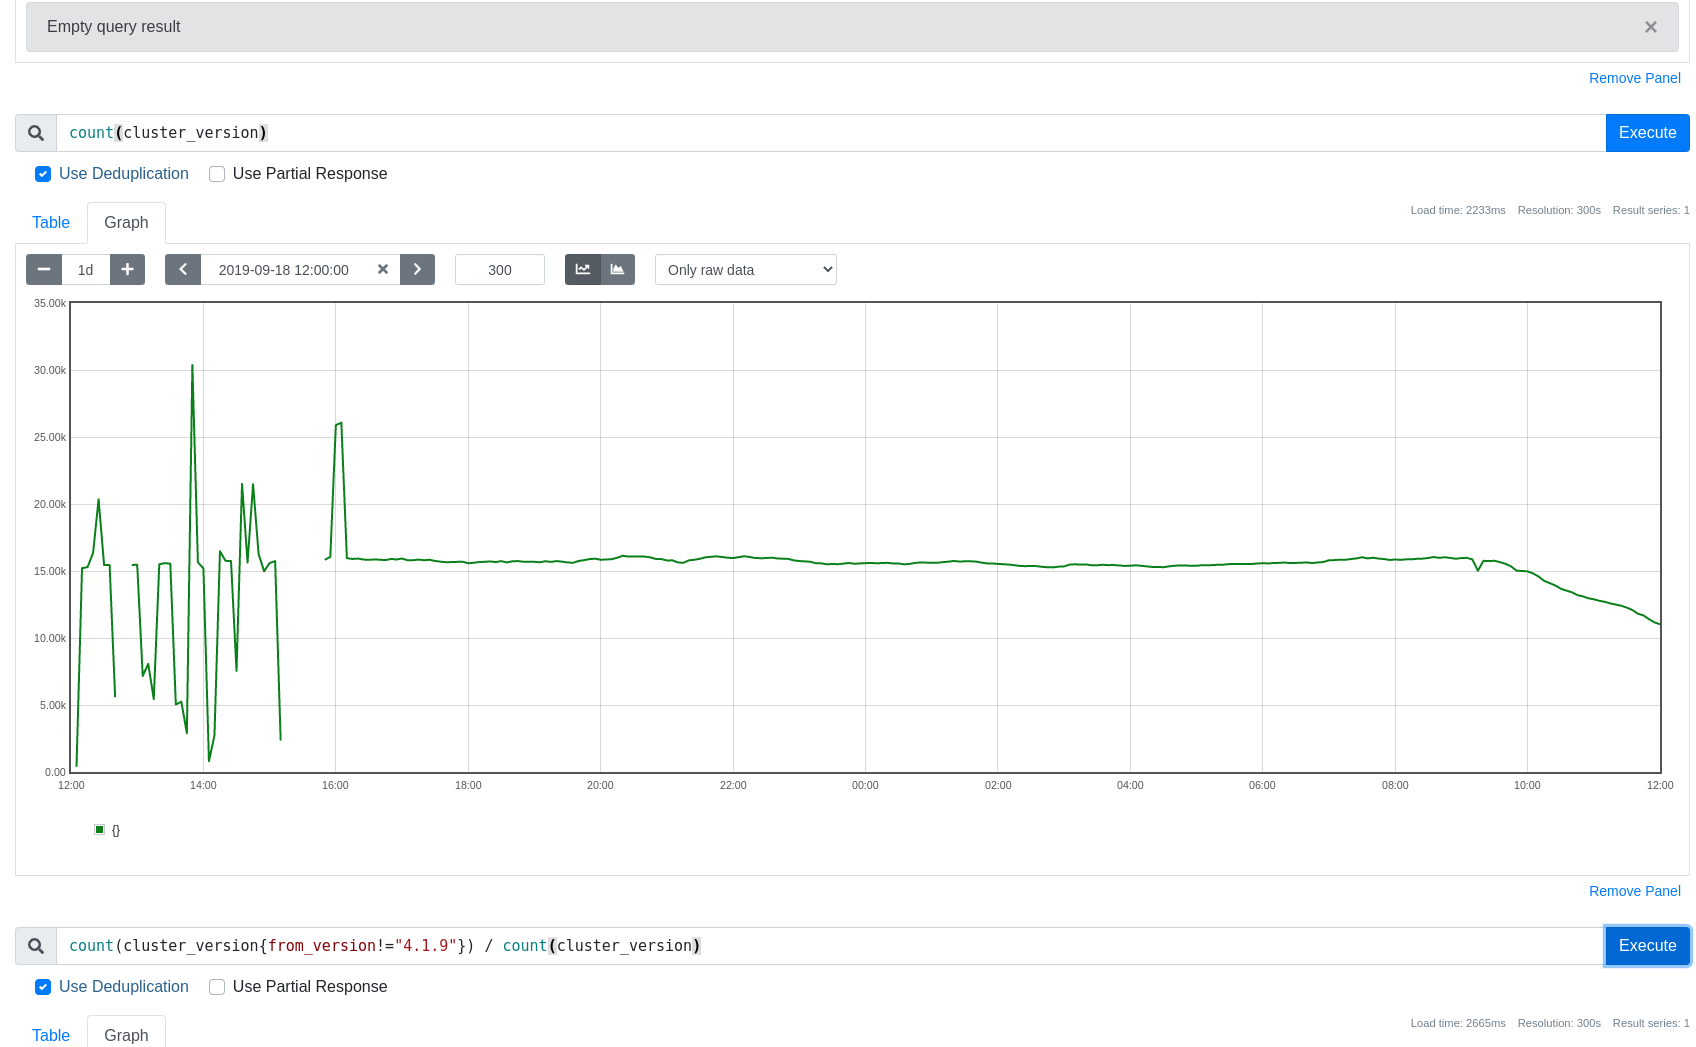 Empty query result ×
Remove Panel
count(cluster_version) Execute
Use Deduplication Use Partial Response
Load time: 2233ms Resolution: 300s Result series: 1
Table Graph
1d 2019-09-18 12:00:00 300 Only raw data
35.00k
30.00k
25.00k
20.00k
15.00k
10.00k
5.00k
0.00
12:00 14:00 16:00 18:00 20:00 22:00 00:00 02:00 04:00 06:00 08:00 10:00 12:00
{}
Remove Panel
count(cluster_version{from_version!="4.1.9"}) / count(cluster_version) Execute
Use Deduplication Use Partial Response
Load time: 2665ms Resolution: 300s Result series: 1
Table Graph